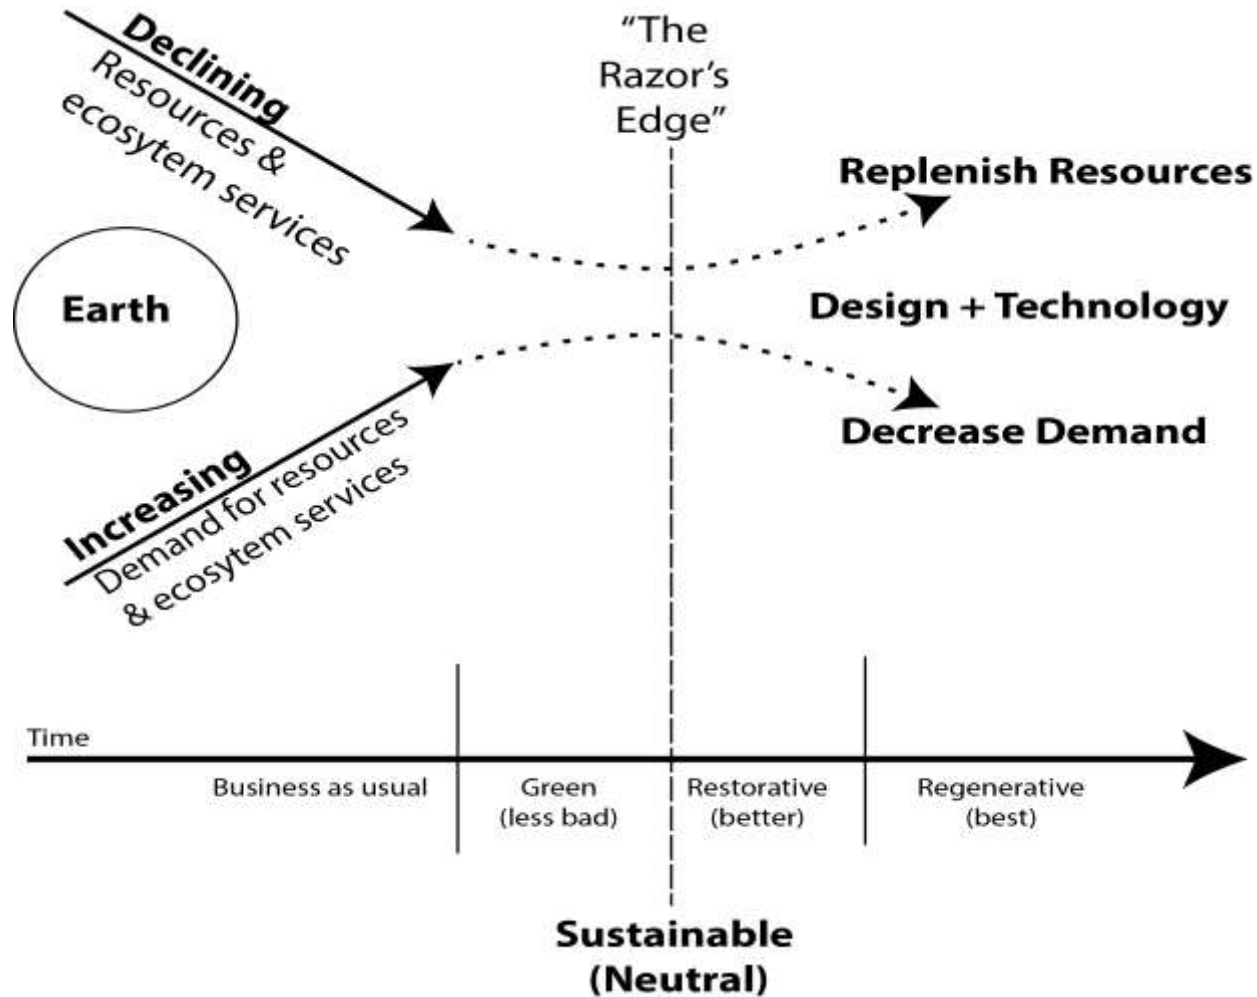 Declining
Resources &
ecosytem services
"The
Razor's
Edge"
Replenish Resources
Earth
Design + Technology
Decrease Demand
Increasing
Demand for resources
& ecosytem services
Time
Business as usual
Green
(less bad)
Restorative
(better)
Regenerative
(best)
Sustainable
(Neutral)